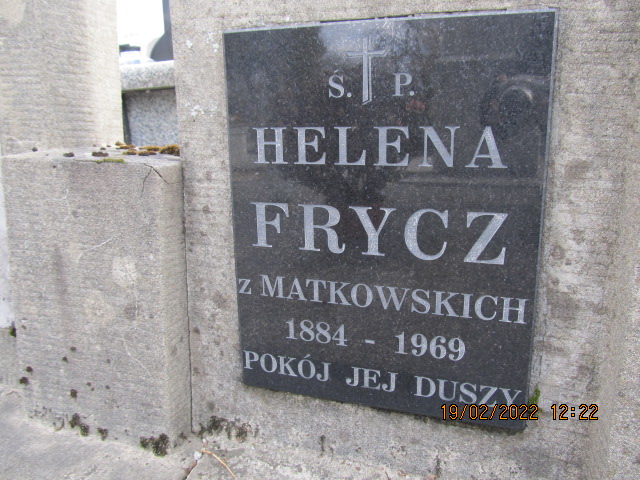 Ś. P.
HELENA
FRYCZ
z MATKOWSKICH
1884 - 1969
POKÓJ JEJ DUSZY
19/02/2022 12:22